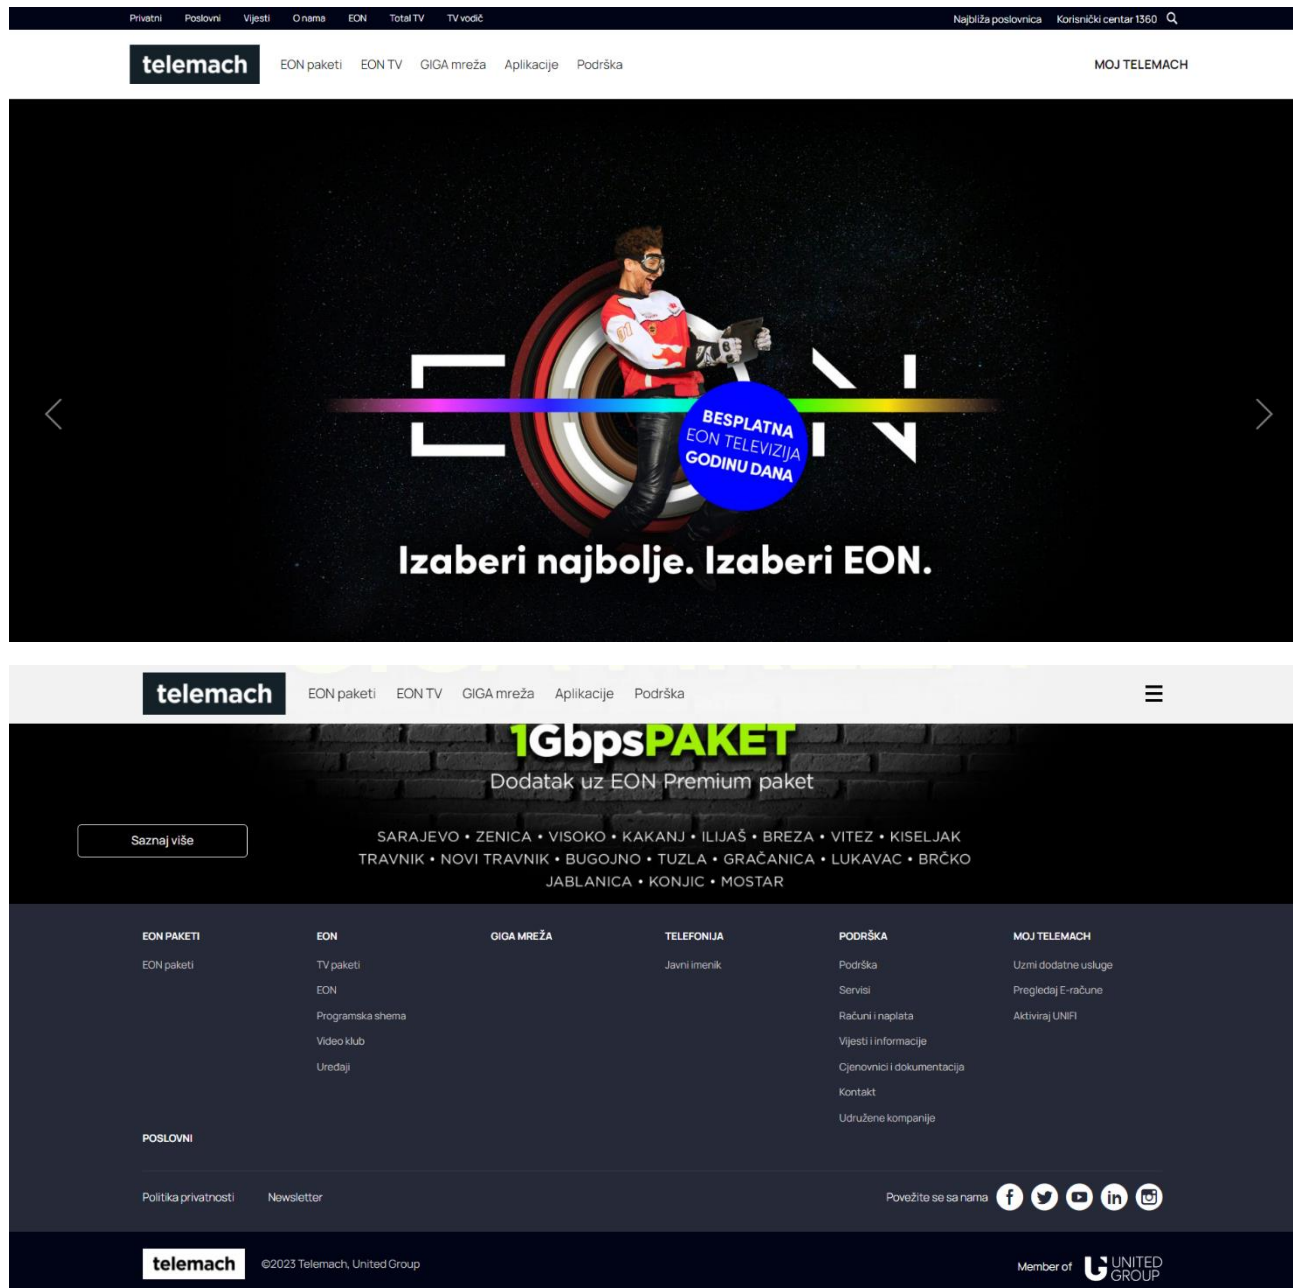 Privatni Poslovni Vijesti O nama EON Total TV TV vodič Najbliža poslovnica Korisnički centar 1360
telemach EON paketi EON TV GIGA mreža Aplikacije Podrška MOJ TELEMACH
EON
BESPLATNA
EON TELEVIZIJA
GODINU DANA
Izaberi najbolje. Izaberi EON.
telemach EON paketi EON TV GIGA mreža Aplikacije Podrška
1GbpsPAKET
Dodatak uz EON Premium paket
Saznaj više
SARAJEVO • ZENICA • VISOKO • KAKANJ • ILIJAŠ • BREZA • VITEZ • KISELJAK
TRAVNIK • NOVI TRAVNIK • BUGOJNO • TUZLA • GRAČANICA • LUKAVAC • BRČKO
JABLANICA • KONJIC • MOSTAR
EON PAKETI
EON paketi
EON
TV paketi
EON
Programska shema
Video klub
Uređaji
GIGA MREŽA
TELEFONIJA
Javni imenik
PODRŠKA
Podrška
Servisi
Računi i naplata
Vijesti i informacije
Cjenovnici i dokumentacija
Kontakt
Udružene kompanije
MOJ TELEMACH
Uzmi dodatne usluge
Pregledaj E-račune
Aktiviraj UNIFI
POSLOVNI
Politika privatnosti Newsletter Povežite se sa nama
telemach ©2023 Telemach, United Group Member of UNITED
GROUP